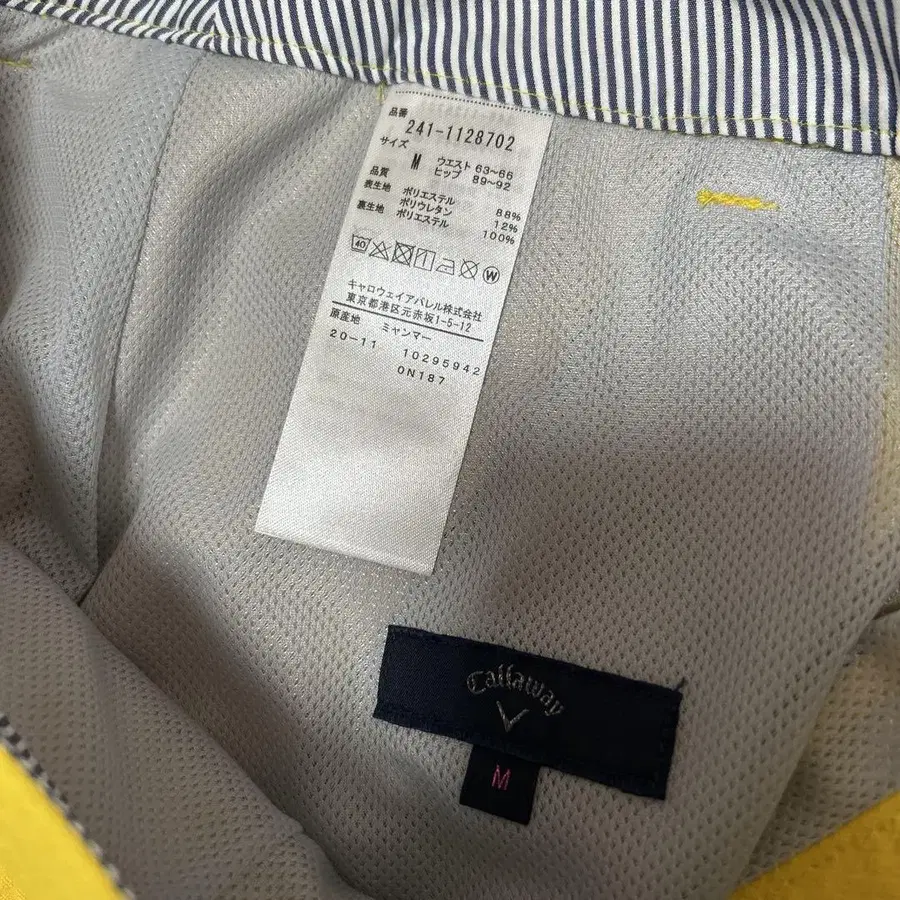 品番
241-1128702
サイズ
M ウエスト 63~66
ヒップ 89~92
品質
表生地 ポリエステル 88%
ポリウレタン 12%
裏生地 ポリエステル 100%
40 W
キャロウェイアパレル株式会社
東京都港区元赤坂1-5-12
原産地 ミャンマー
20-11 10295942
0N187
Callaway
M